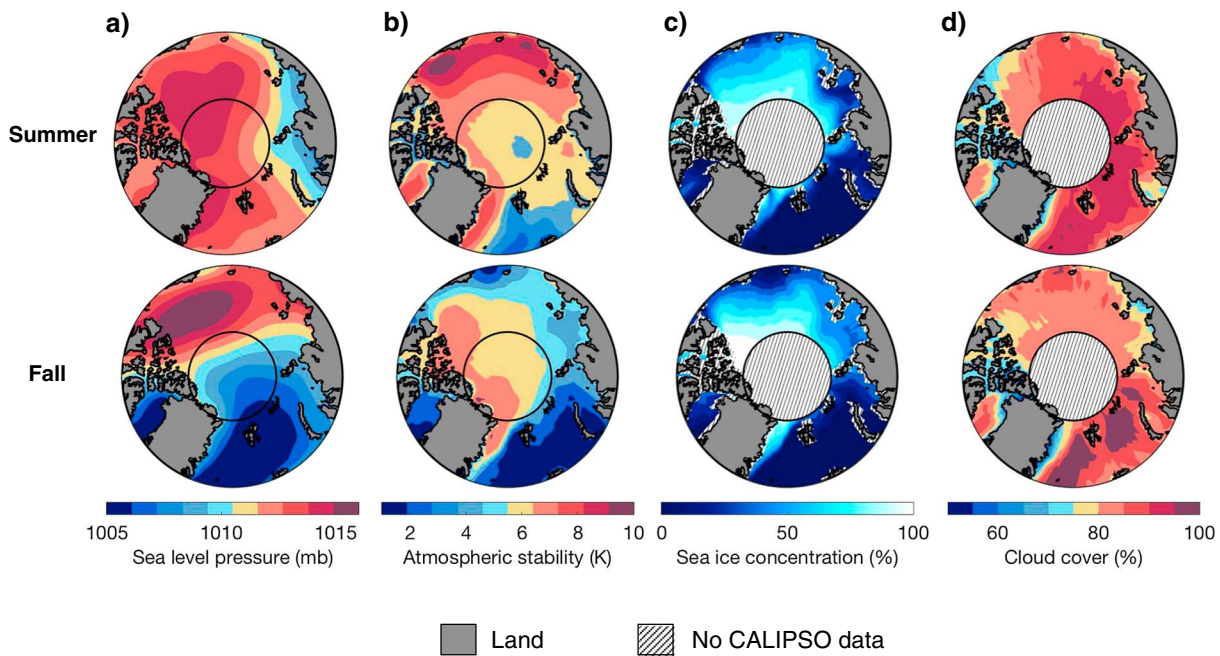 a) b) c) d)
Summer
Fall
1005 1010 1015 2 4 6 8 10 0 50 100 60 80 100
Sea level pressure (mb) Atmospheric stability (K) Sea ice concentration (%) Cloud cover (%)
Land No CALIPSO data